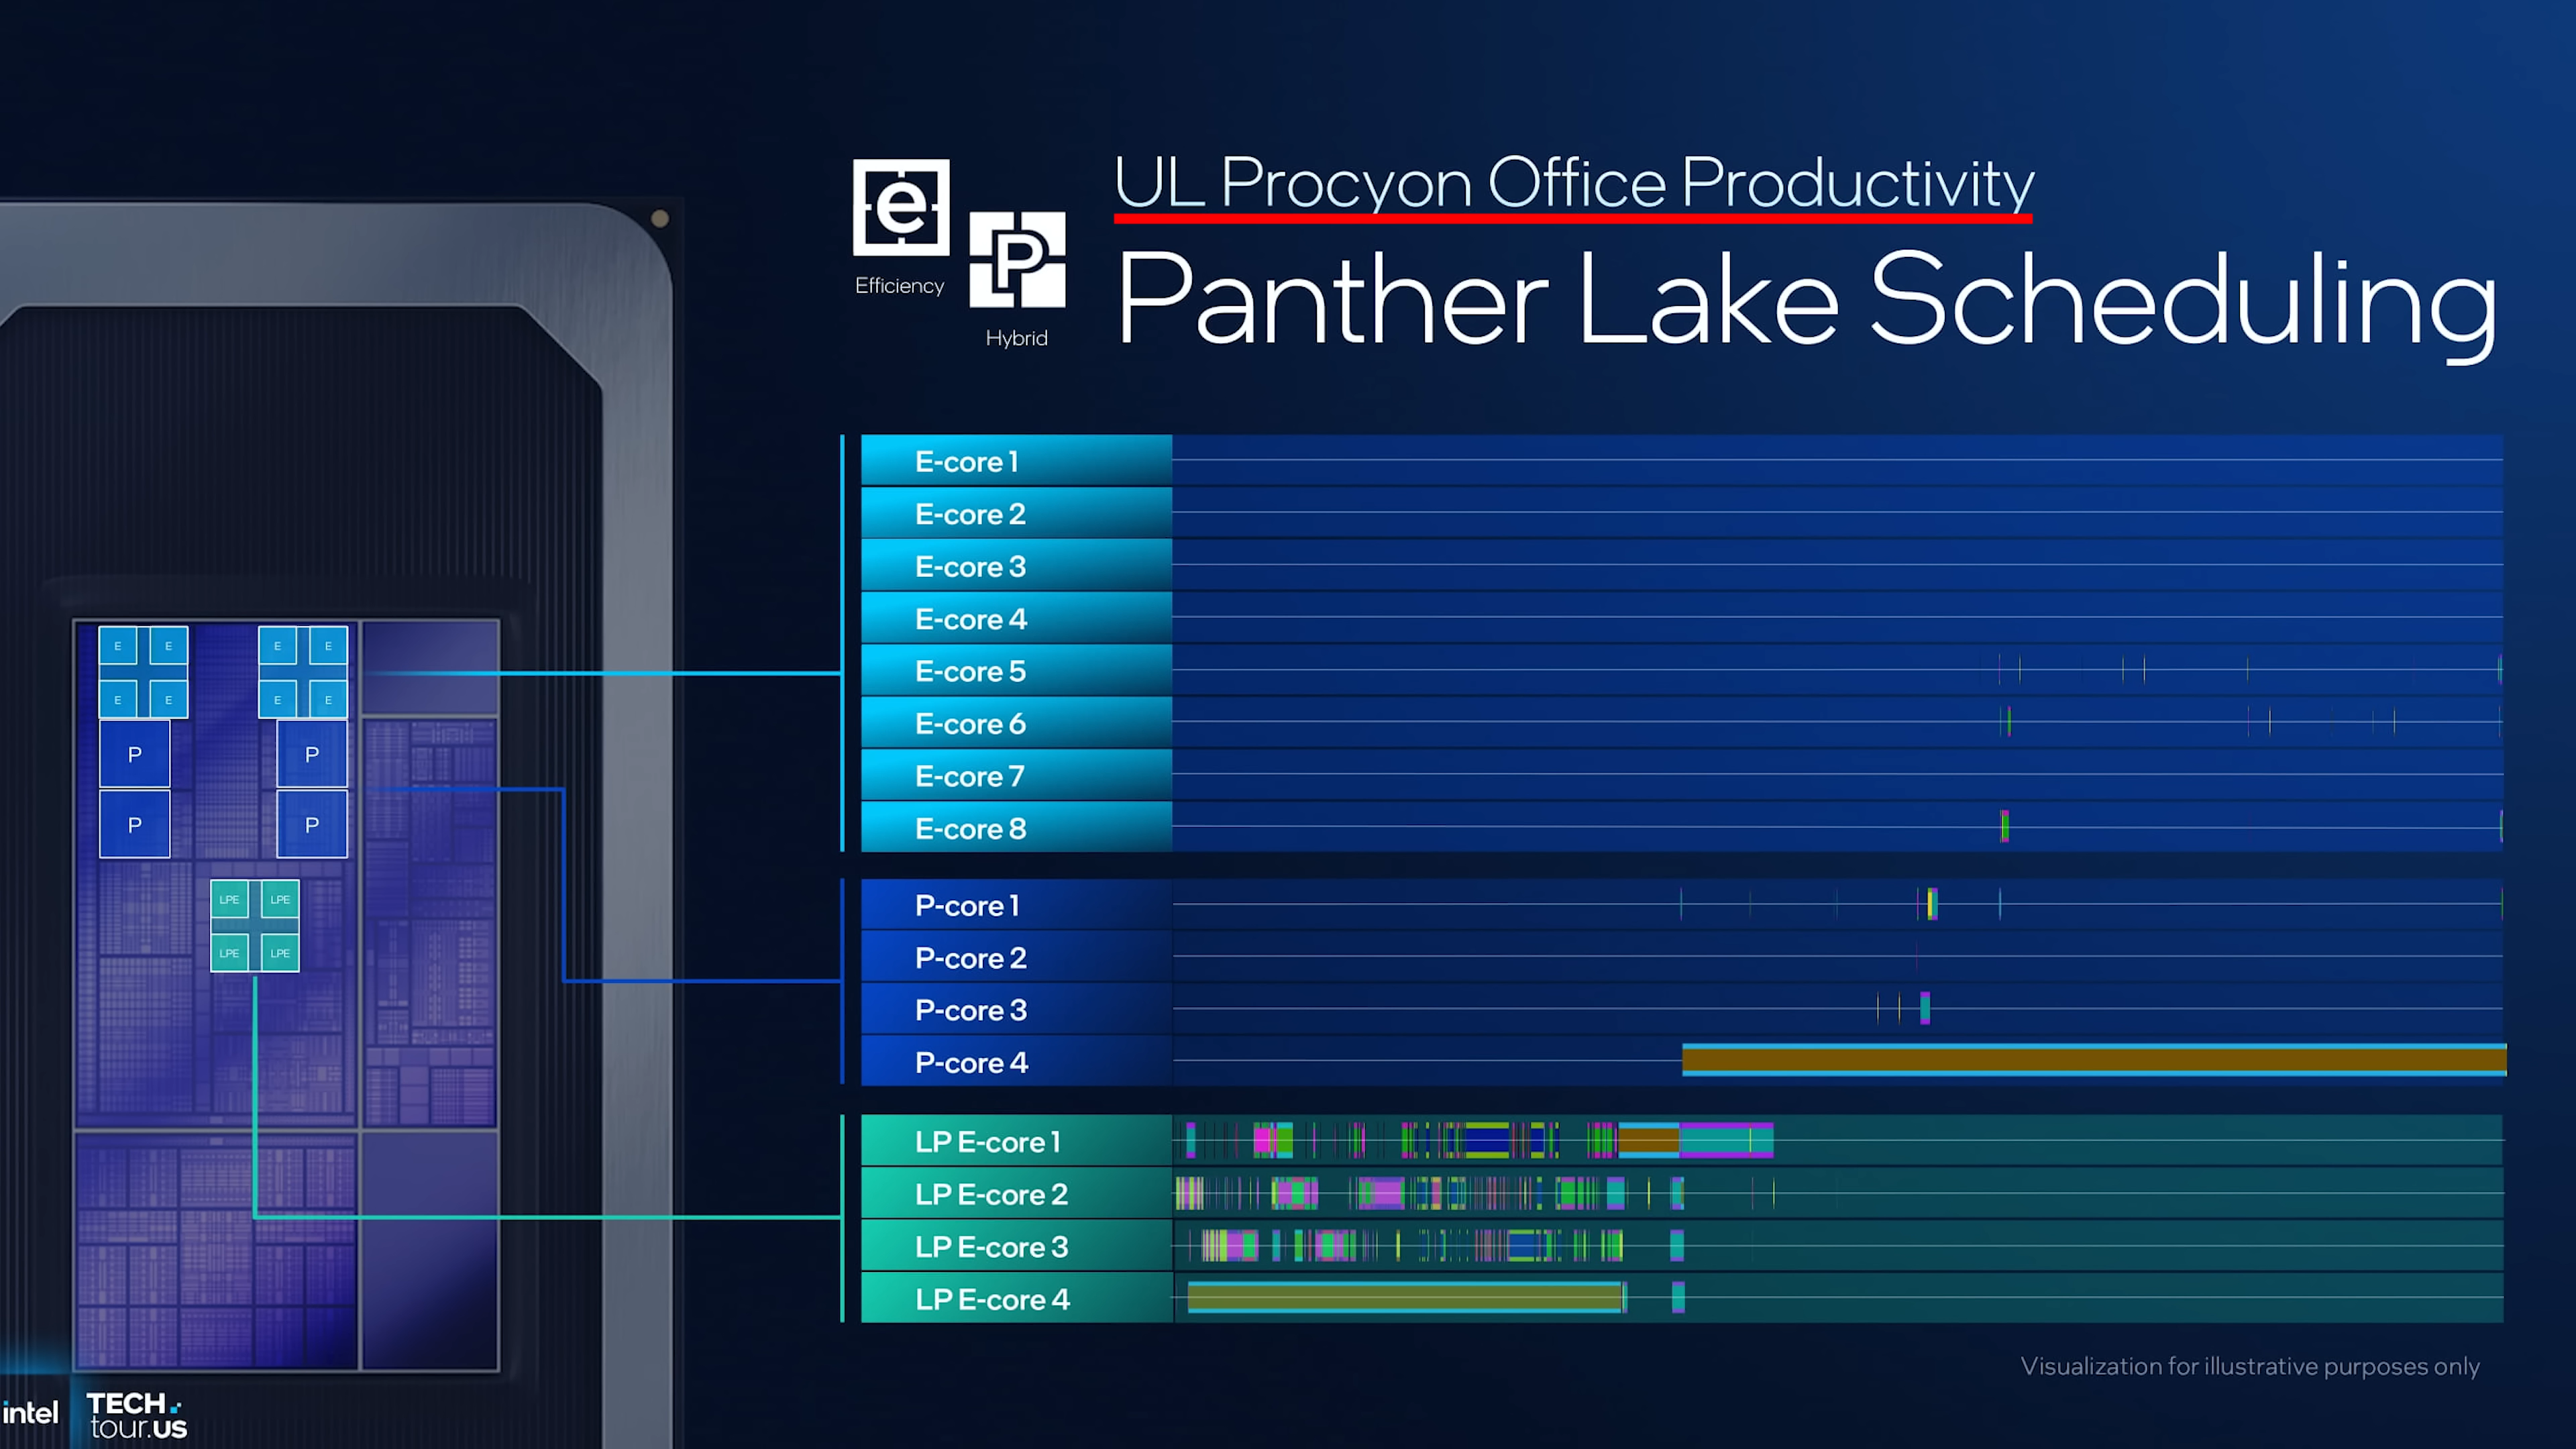 UL Procyon Office Productivity
Panther Lake Scheduling
e
Efficiency
P
Hybrid
E-core 1
E-core 2
E-core 3
E-core 4
E-core 5
E-core 6
E-core 7
E-core 8
P-core 1
P-core 2
P-core 3
P-core 4
LP E-core 1
LP E-core 2
LP E-core 3
LP E-core 4
E E E E
E E E E
P P
P P
LPE LPE
LPE LPE
Visualization for illustrative purposes only
intel
TECH
tour.US